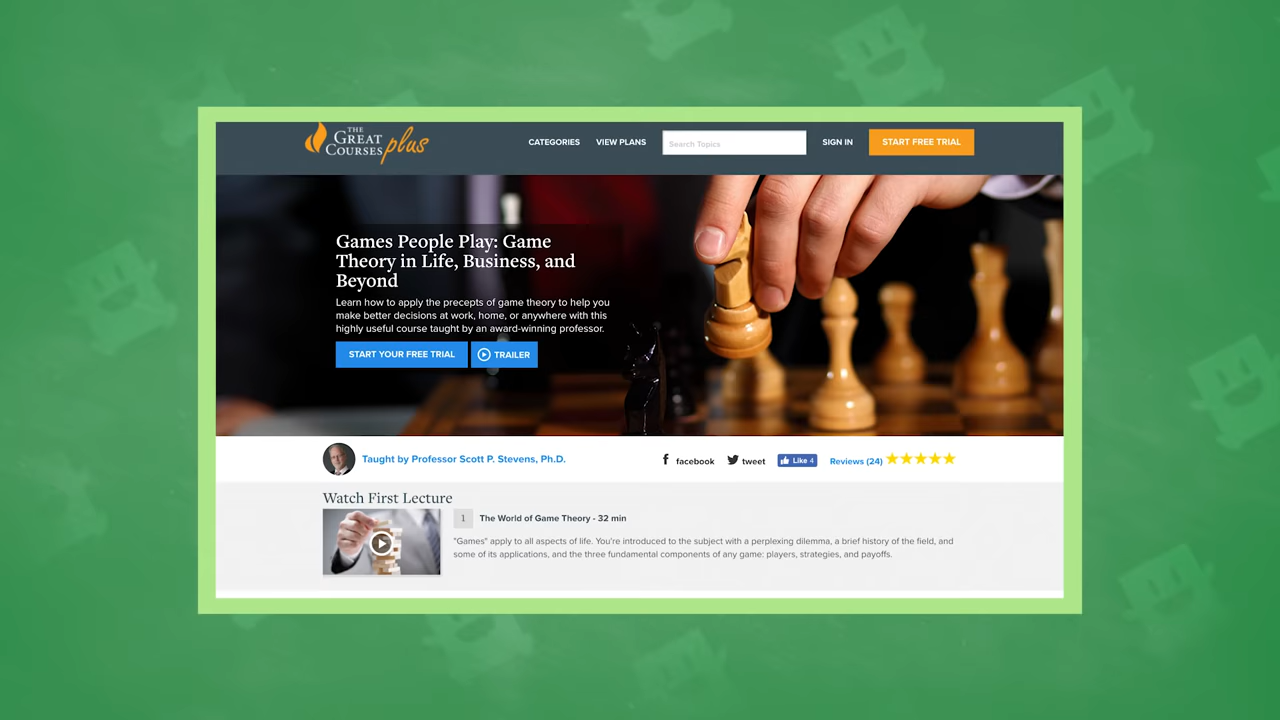 THE
GREAT
COURSES plus
CATEGORIES
VIEW PLANS
Search Topics
SIGN IN
START FREE TRIAL
Games People Play: Game
Theory in Life, Business, and
Beyond
Learn how to apply the precepts of game theory to help you
make better decisions at work, home, or anywhere with this
highly useful course taught by an award-winning professor.
START YOUR FREE TRIAL
TRAILER
Taught by Professor Scott P. Stevens, Ph.D.
f facebook
tweet
Like 4
Reviews (24)
Watch First Lecture
1 The World of Game Theory - 32 min
"Games" apply to all aspects of life. You're introduced to the subject with a perplexing dilemma, a brief history of the field, and
some of its applications, and the three fundamental components of any game: players, strategies, and payoffs.